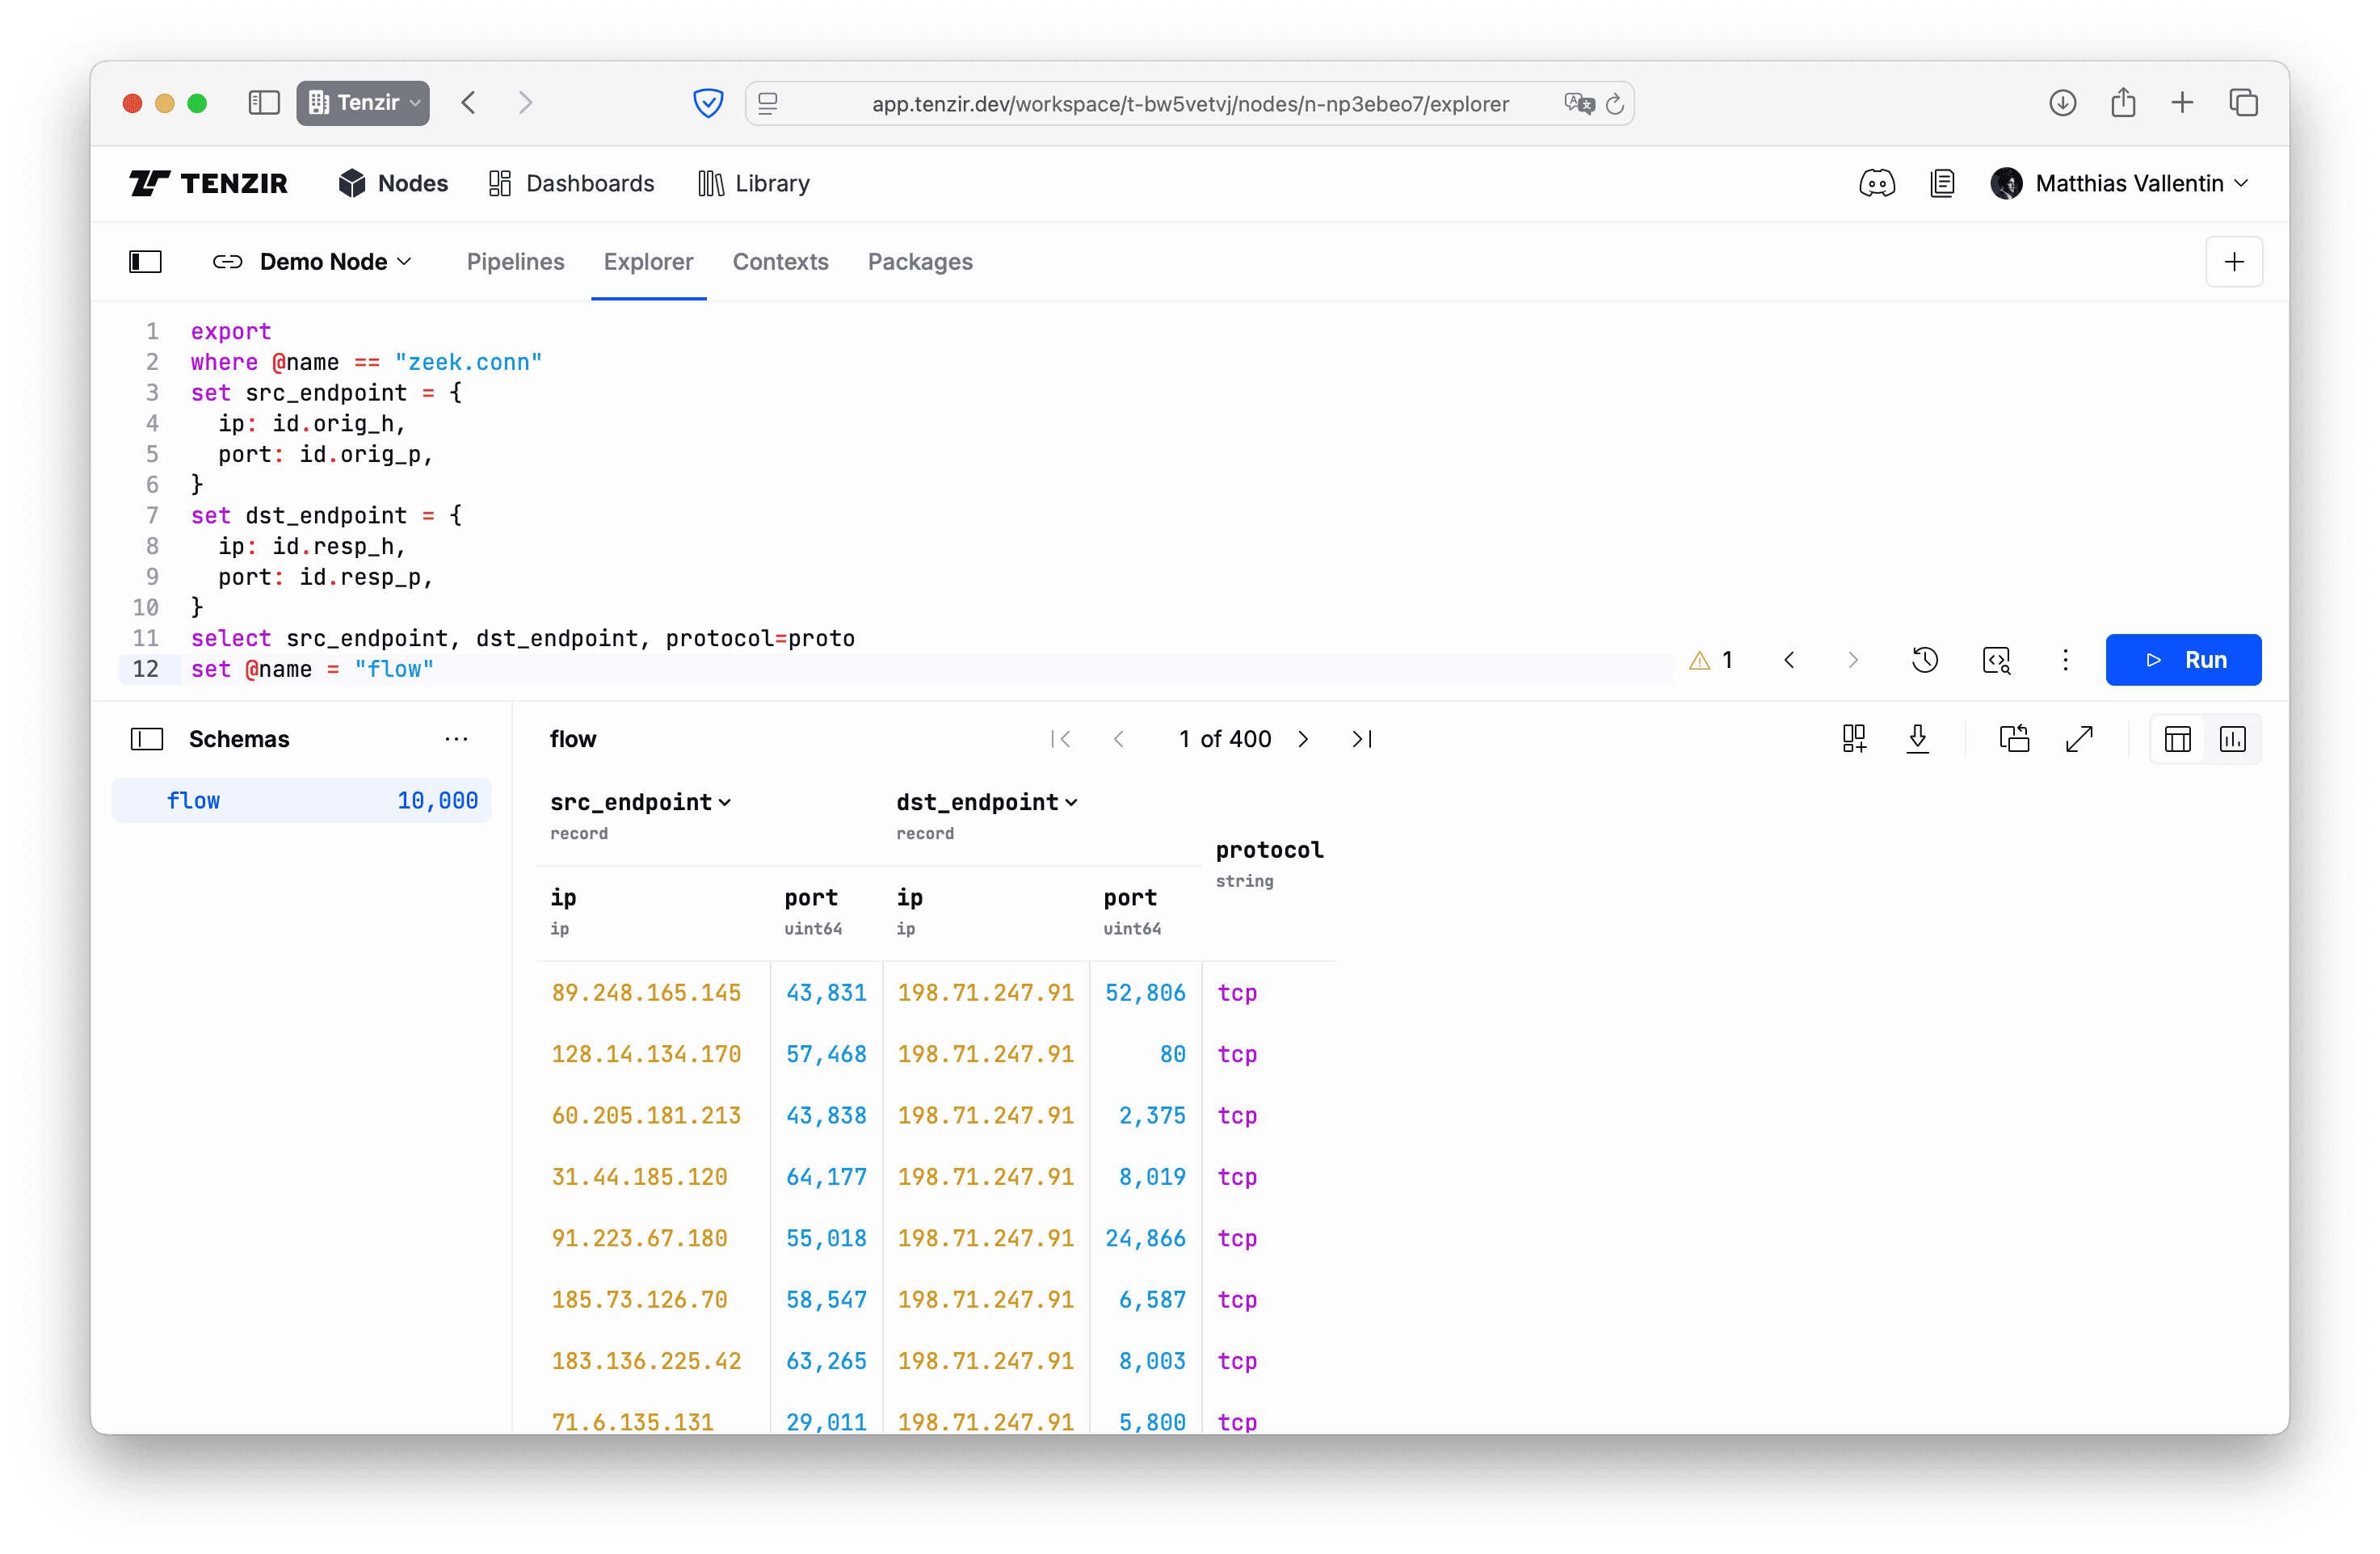 Tenzir
app.tenzir.dev/workspace/t-bw5vetvj/nodes/n-np3ebeo7/explorer
TENZIR Nodes Dashboards Library Matthias Vallentin
Demo Node Pipelines Explorer Contexts Packages
1 export
2 where @name == "zeek.conn"
3 set src_endpoint = {
4 ip: id.orig_h,
5 port: id.orig_p,
6 }
7 set dst_endpoint = {
8 ip: id.resp_h,
9 port: id.resp_p,
10 }
11 select src_endpoint, dst_endpoint, protocol=proto
12 set @name = "flow"
1 Run
Schemas
flow 10,000
flow 1 of 400
src_endpoint dst_endpoint
record record
protocol
string
ip port ip port
ip uint64 ip uint64
89.248.165.145 43,831 198.71.247.91 52,806 tcp
128.14.134.170 57,468 198.71.247.91 80 tcp
60.205.181.213 43,838 198.71.247.91 2,375 tcp
31.44.185.120 64,177 198.71.247.91 8,019 tcp
91.223.67.180 55,018 198.71.247.91 24,866 tcp
185.73.126.70 58,547 198.71.247.91 6,587 tcp
183.136.225.42 63,265 198.71.247.91 8,003 tcp
71.6.135.131 29,011 198.71.247.91 5,800 tcp